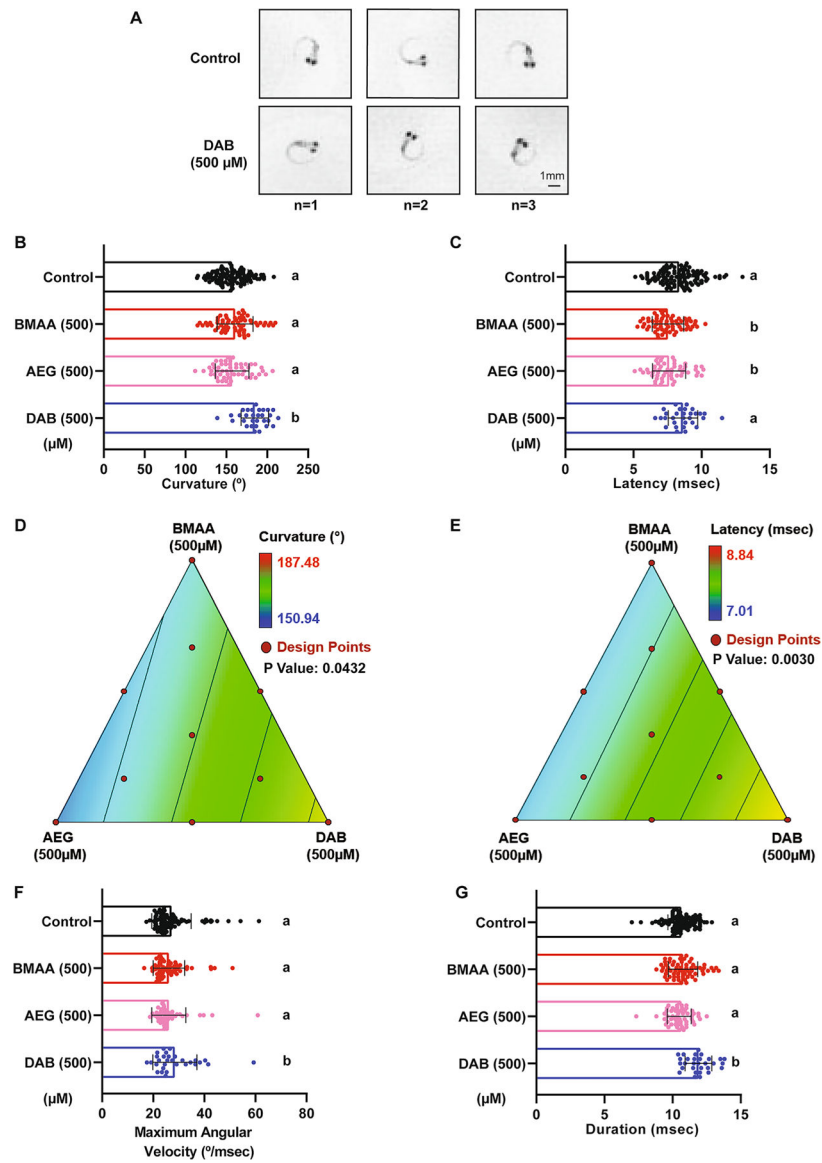 A
Control
DAB
(500 µM)
1mm
n=1
n=2
n=3
B
Control
a
BMAA (500)
a
AEG (500)
a
DAB (500)
b
(µM)
0
50
100
150
200
250
Curvature (º)
C
Control
a
BMAA (500)
b
AEG (500)
b
DAB (500)
a
(µM)
0
5
10
15
Latency (msec)
D
BMAA
(500µM)
Curvature (°)
187.48
150.94
Design Points
P Value: 0.0432
AEG
(500µM)
DAB
(500µM)
E
BMAA
(500µM)
Latency (msec)
8.84
7.01
Design Points
P Value: 0.0030
AEG
(500µM)
DAB
(500µM)
F
Control
a
BMAA (500)
a
AEG (500)
a
DAB (500)
b
(µM)
0
20
40
60
80
Maximum Angular
Velocity (º/msec)
G
Control
a
BMAA (500)
a
AEG (500)
a
DAB (500)
b
(µM)
0
5
10
15
Duration (msec)